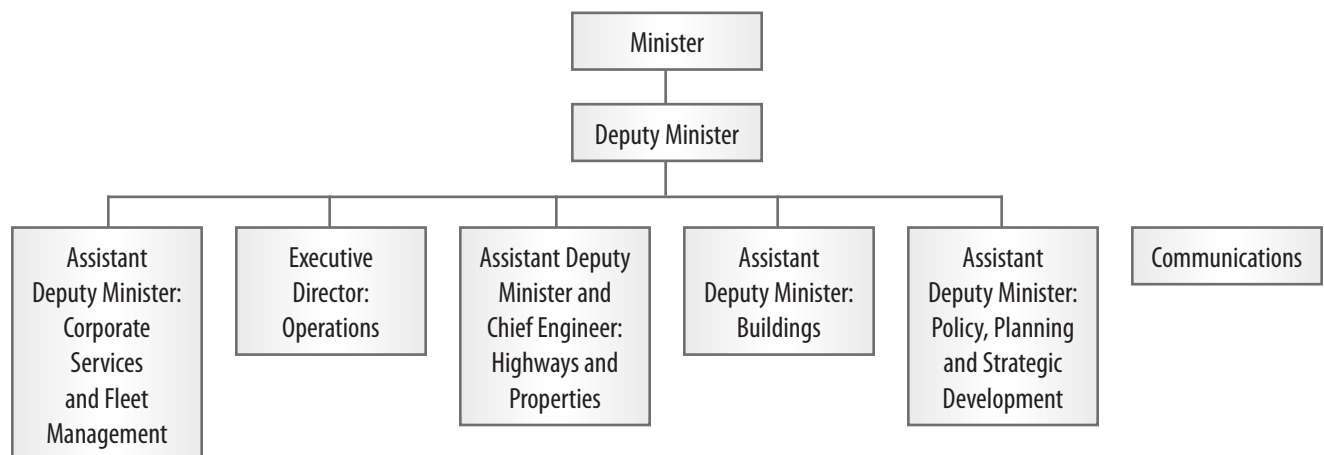 Minister
Deputy Minister
Assistant
Deputy Minister:
Corporate
Services
and Fleet
Management
Executive
Director:
Operations
Assistant Deputy
Minister and
Chief Engineer:
Highways and
Properties
Assistant
Deputy Minister:
Buildings
Assistant
Deputy Minister:
Policy, Planning
and Strategic
Development
Communications